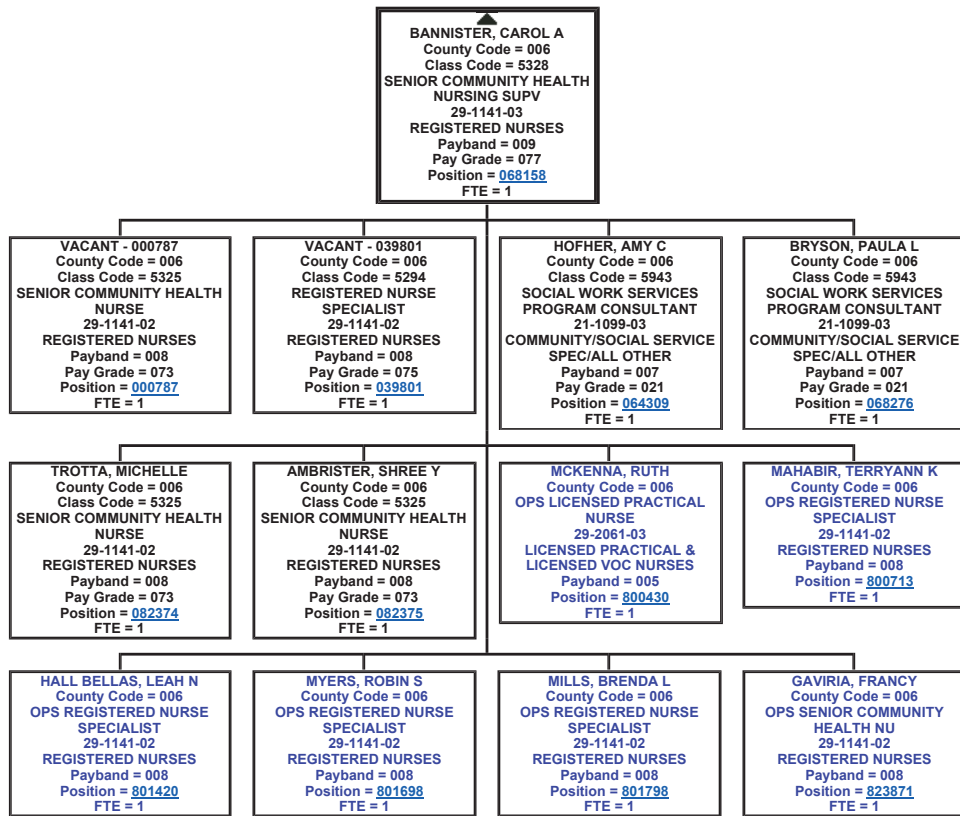 BANNISTER, CAROL A
County Code = 006
Class Code = 5328
SENIOR COMMUNITY HEALTH
NURSING SUPV
29-1141-03
REGISTERED NURSES
Payband = 009
Pay Grade = 077
Position = 068158
FTE = 1
VACANT - 000787
County Code = 006
Class Code = 5325
SENIOR COMMUNITY HEALTH
NURSE
29-1141-02
REGISTERED NURSES
Payband = 008
Pay Grade = 073
Position = 000787
FTE = 1
VACANT - 039801
County Code = 006
Class Code = 5294
REGISTERED NURSE
SPECIALIST
29-1141-02
REGISTERED NURSES
Payband = 008
Pay Grade = 075
Position = 039801
FTE = 1
HOFHER, AMY C
County Code = 006
Class Code = 5943
SOCIAL WORK SERVICES
PROGRAM CONSULTANT
21-1099-03
COMMUNITY/SOCIAL SERVICE
SPEC/ALL OTHER
Payband = 007
Pay Grade = 021
Position = 064309
FTE = 1
BRYSON, PAULA L
County Code = 006
Class Code = 5943
SOCIAL WORK SERVICES
PROGRAM CONSULTANT
21-1099-03
COMMUNITY/SOCIAL SERVICE
SPEC/ALL OTHER
Payband = 007
Pay Grade = 021
Position = 068276
FTE = 1
TROTTA, MICHELLE
County Code = 006
Class Code = 5325
SENIOR COMMUNITY HEALTH
NURSE
29-1141-02
REGISTERED NURSES
Payband = 008
Pay Grade = 073
Position = 082374
FTE = 1
AMBRISTER, SHREE Y
County Code = 006
Class Code = 5325
SENIOR COMMUNITY HEALTH
NURSE
29-1141-02
REGISTERED NURSES
Payband = 008
Pay Grade = 073
Position = 082375
FTE = 1
MCKENNA, RUTH
County Code = 006
OPS LICENSED PRACTICAL
NURSE
29-2061-03
LICENSED PRACTICAL &
LICENSED VOC NURSES
Payband = 005
Position = 800430
FTE = 1
MAHABIR, TERRYANN K
County Code = 006
OPS REGISTERED NURSE
SPECIALIST
29-1141-02
REGISTERED NURSES
Payband = 008
Position = 800713
FTE = 1
HALL BELLAS, LEAH N
County Code = 006
OPS REGISTERED NURSE
SPECIALIST
29-1141-02
REGISTERED NURSES
Payband = 008
Position = 801420
FTE = 1
MYERS, ROBIN S
County Code = 006
OPS REGISTERED NURSE
SPECIALIST
29-1141-02
REGISTERED NURSES
Payband = 008
Position = 801698
FTE = 1
MILLS, BRENDA L
County Code = 006
OPS REGISTERED NURSE
SPECIALIST
29-1141-02
REGISTERED NURSES
Payband = 008
Position = 801798
FTE = 1
GAVIRIA, FRANCY
County Code = 006
OPS SENIOR COMMUNITY
HEALTH NU
29-1141-02
REGISTERED NURSES
Payband = 008
Position = 823871
FTE = 1